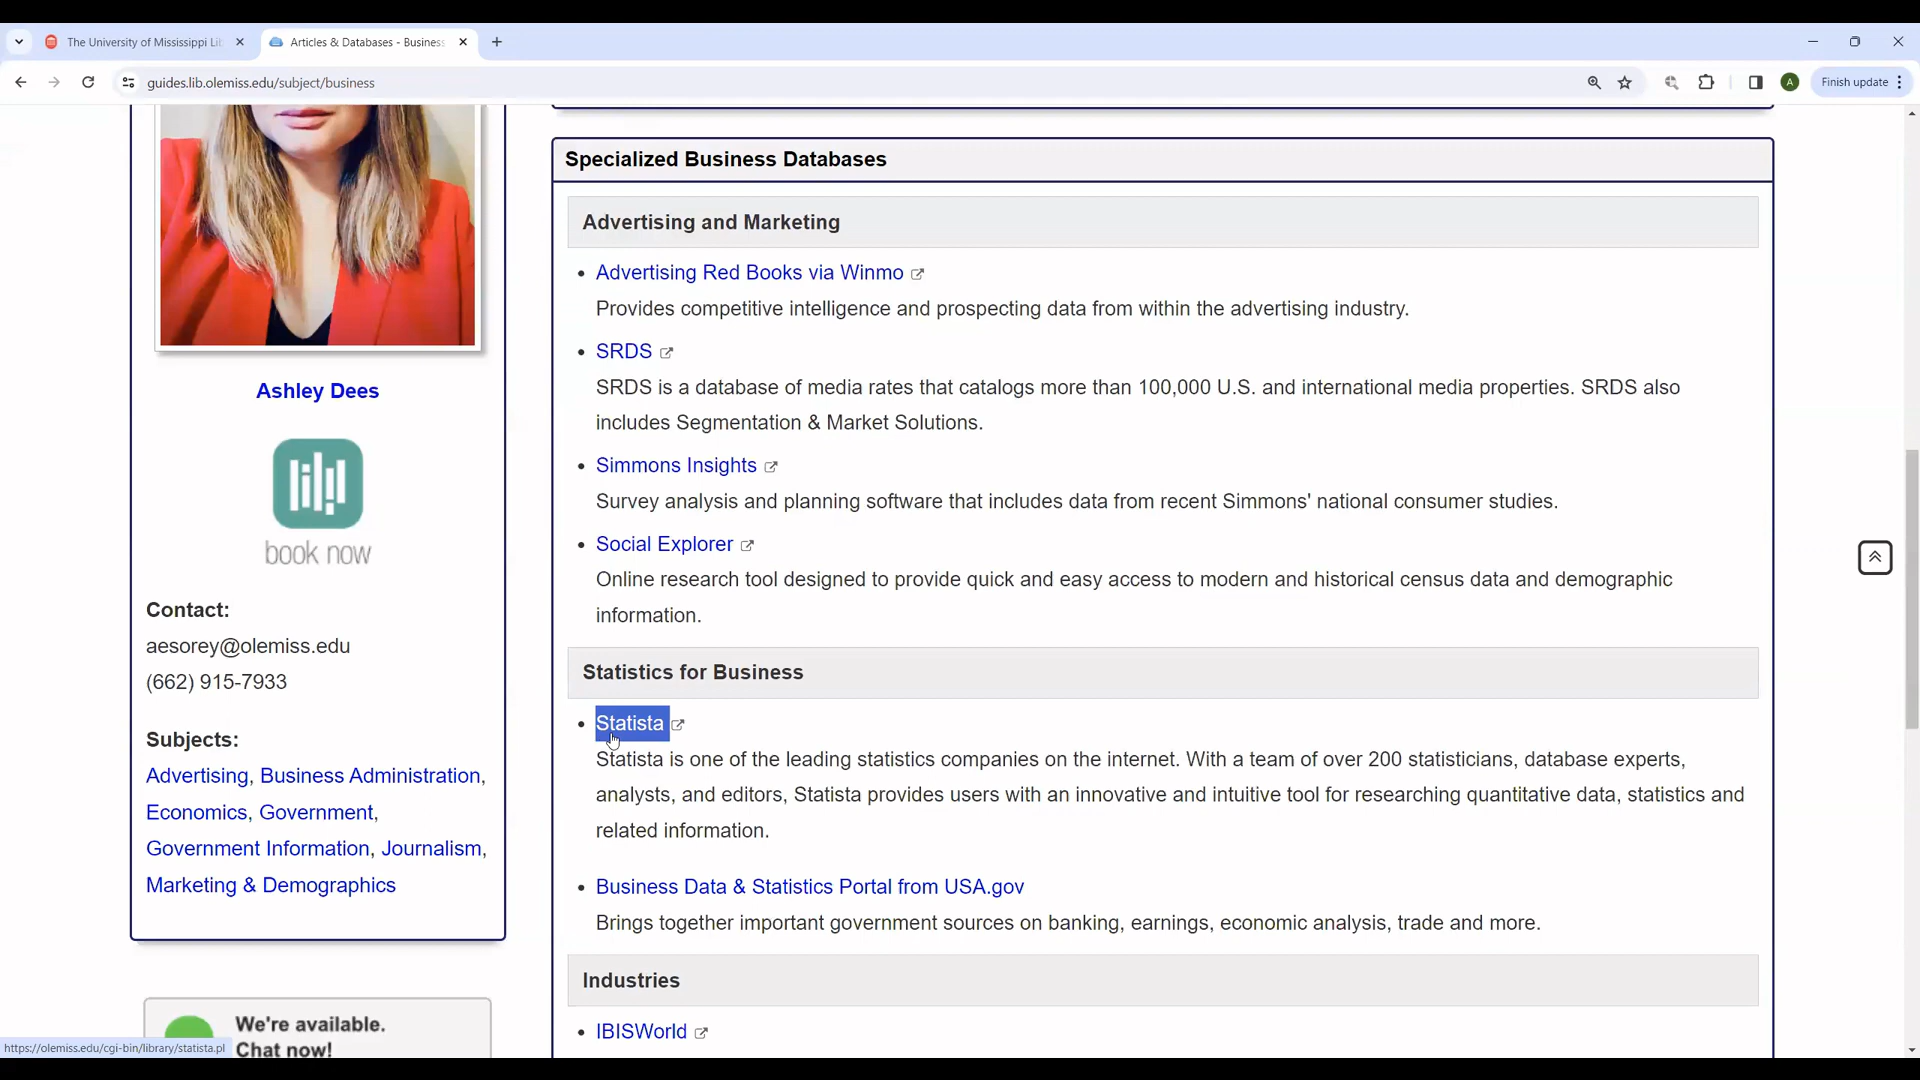 The University of Mississippi Li
Articles & Databases - Business
guides.lib.olemiss.edu/subject/business
A
Finish update
Specialized Business Databases
Advertising and Marketing
Advertising Red Books via Winmo
Provides competitive intelligence and prospecting data from within the advertising industry.
SRDS
SRDS is a database of media rates that catalogs more than 100,000 U.S. and international media properties. SRDS also
includes Segmentation & Market Solutions.
Simmons Insights
Survey analysis and planning software that includes data from recent Simmons' national consumer studies.
Social Explorer
Online research tool designed to provide quick and easy access to modern and historical census data and demographic
information.
Statistics for Business
Statista
Statista is one of the leading statistics companies on the internet. With a team of over 200 statisticians, database experts,
analysts, and editors, Statista provides users with an innovative and intuitive tool for researching quantitative data, statistics and
related information.
Business Data & Statistics Portal from USA.gov
Brings together important government sources on banking, earnings, economic analysis, trade and more.
Industries
IBISWorld
Ashley Dees
book now
Contact:
aesorey@olemiss.edu
(662) 915-7933
Subjects:
Advertising, Business Administration,
Economics, Government,
Government Information, Journalism,
Marketing & Demographics
We're available.
Chat now!
https://olemiss.edu/cgi-bin/library/statista.pl